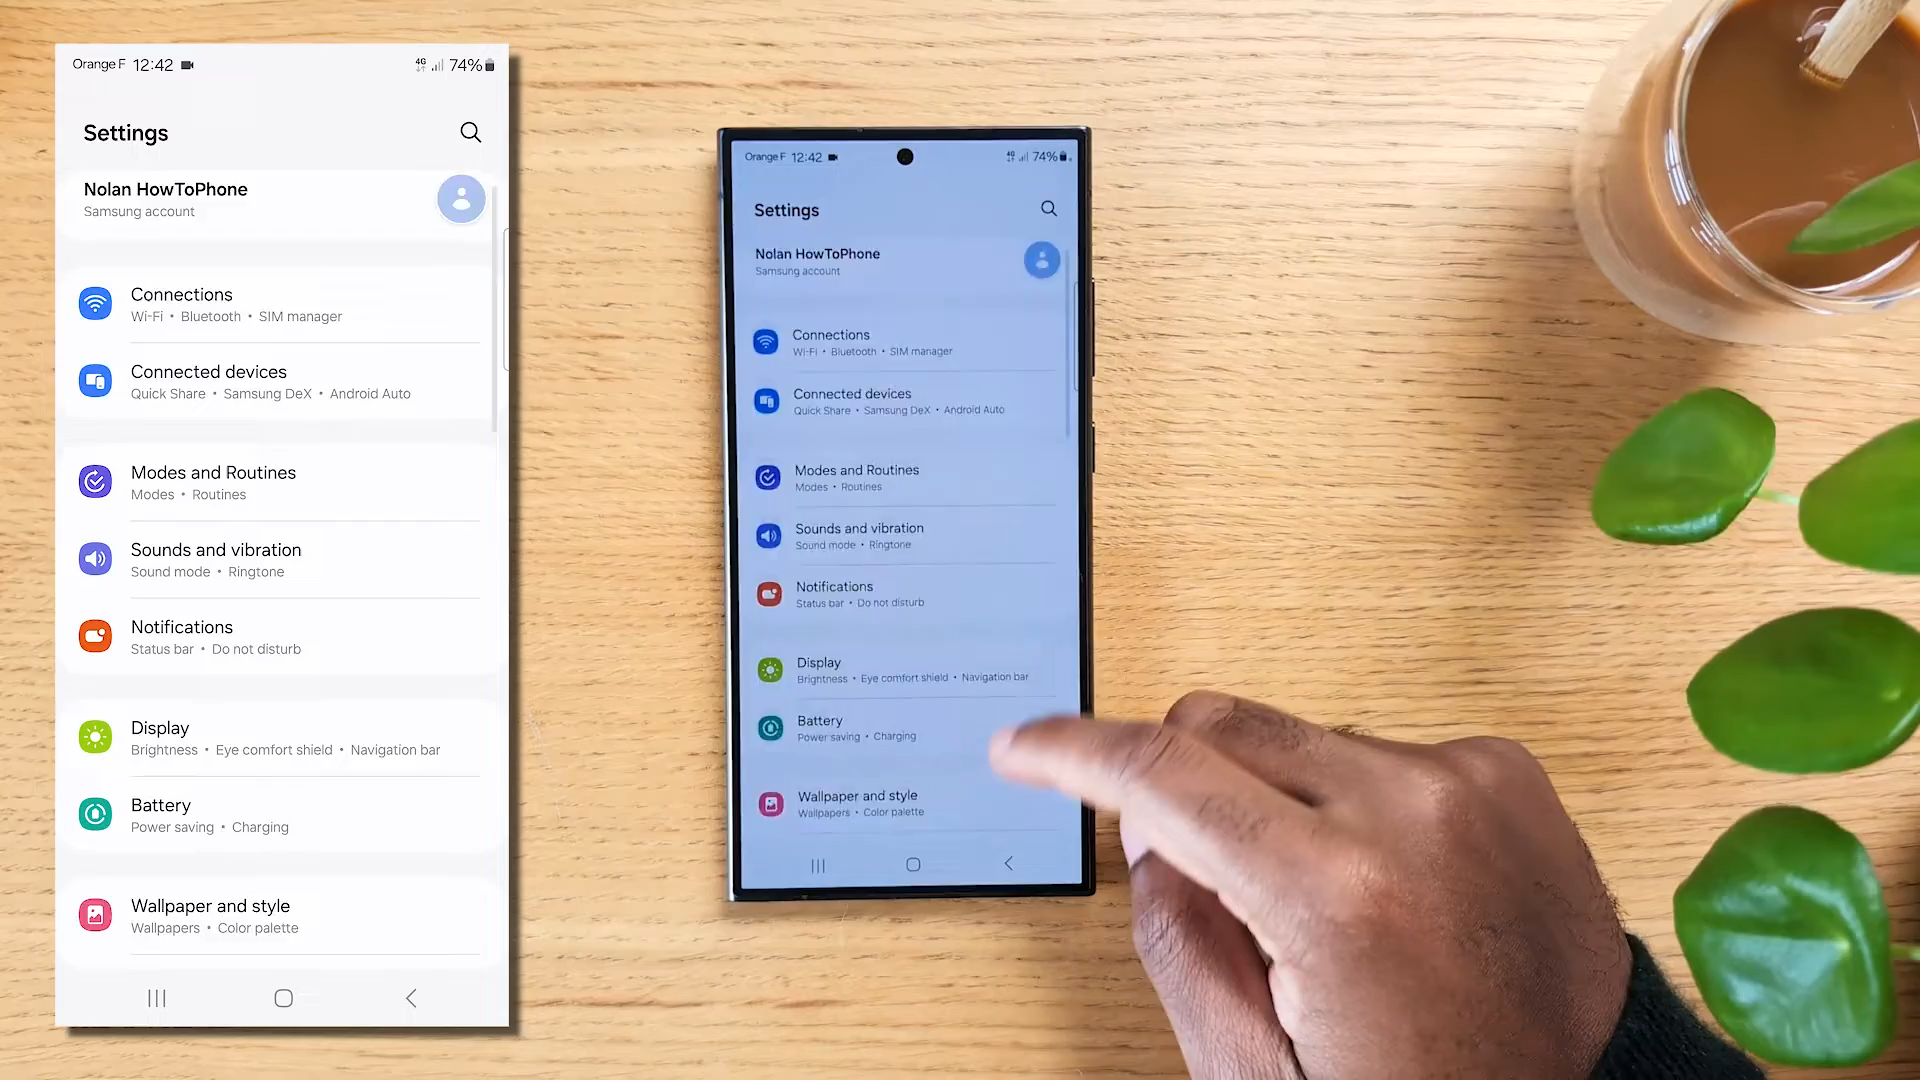 Orange F 12:42
4G 74%
Settings
Nolan HowToPhone
Samsung account
Connections
Wi-Fi • Bluetooth • SIM manager
Connected devices
Quick Share • Samsung DeX • Android Auto
Modes and Routines
Modes • Routines
Sounds and vibration
Sound mode • Ringtone
Notifications
Status bar • Do not disturb
Display
Brightness • Eye comfort shield • Navigation bar
Battery
Power saving • Charging
Wallpaper and style
Wallpapers • Color palette
Orange F 12:42
4G 74%
Settings
Nolan HowToPhone
Samsung account
Connections
Wi-Fi • Bluetooth • SIM manager
Connected devices
Quick Share • Samsung DeX • Android Auto
Modes and Routines
Modes • Routines
Sounds and vibration
Sound mode • Ringtone
Notifications
Status bar • Do not disturb
Display
Brightness • Eye comfort shield • Navigation bar
Battery
Power saving • Charging
Wallpaper and style
Wallpapers • Color palette